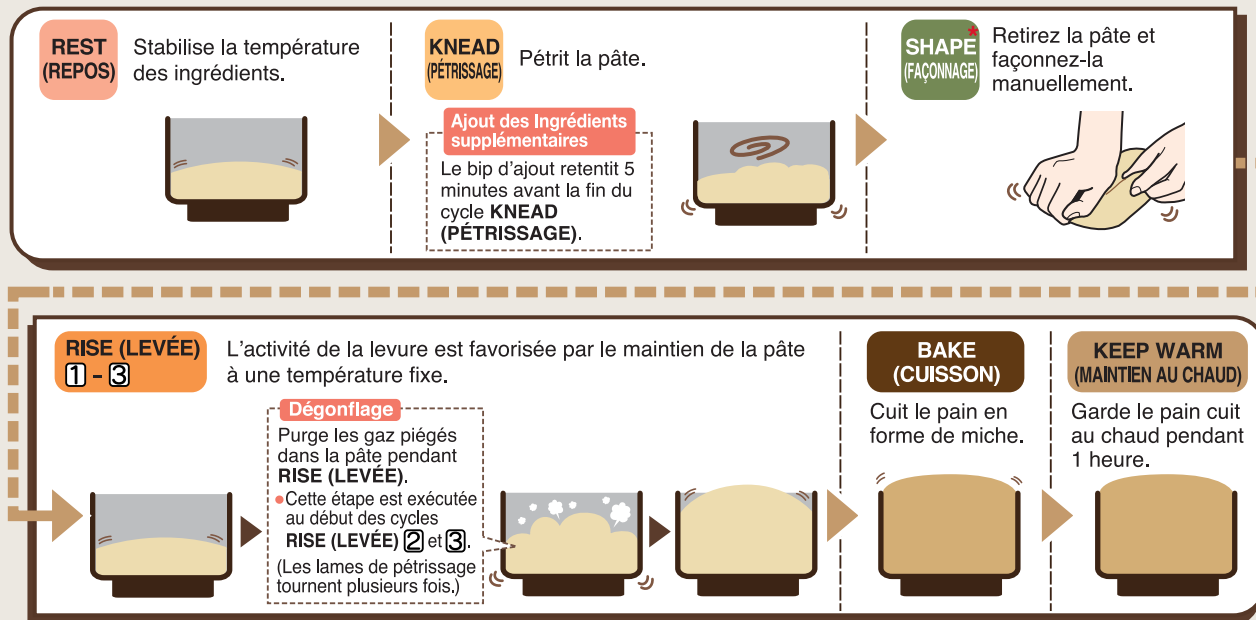 REST
(REPOS)
Stabilise la température
des ingrédients.
KNEAD
(PÉTRISSAGE)
Pétrit la pâte.
Ajout des Ingrédients
supplémentaires
Le bip d'ajout retentit 5
minutes avant la fin du
cycle KNEAD
(PÉTRISSAGE).
SHAPE*
(FAÇONNAGE)
Retirez la pâte et
façonnez-la
manuellement.
RISE (LEVÉE)
1 - 3
L'activité de la levure est favorisée par le maintien de la pâte
à une température fixe.
Dégonflage
Purge les gaz piégés
dans la pâte pendant
RISE (LEVÉE).
•Cette étape est exécutée
au début des cycles
RISE (LEVÉE) 2 et 3.
(Les lames de pétrissage
tournent plusieurs fois.)
BAKE
(CUISSON)
Cuit le pain en
forme de miche.
KEEP WARM
(MAINTIEN AU CHAUD)
Garde le pain cuit
au chaud pendant
1 heure.